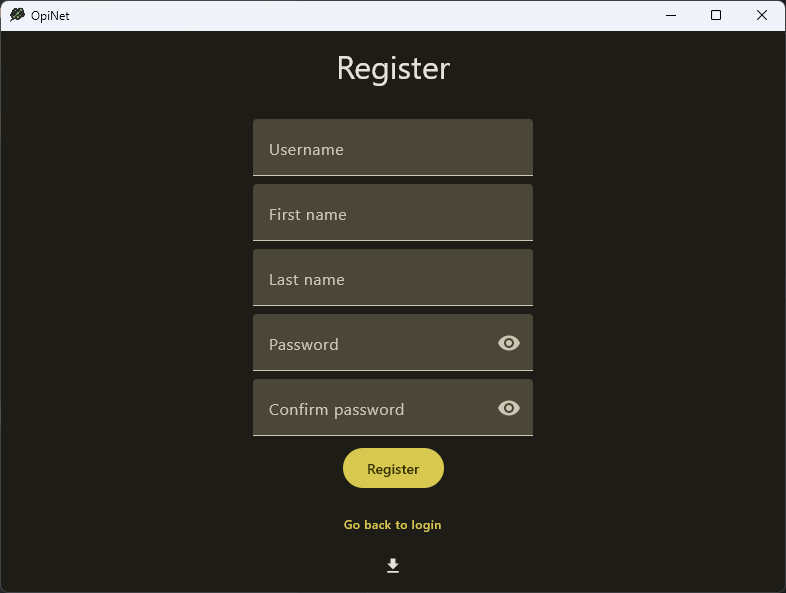 OpiNet
Register
Username
First name
Last name
Password
Confirm password
Register
Go back to login